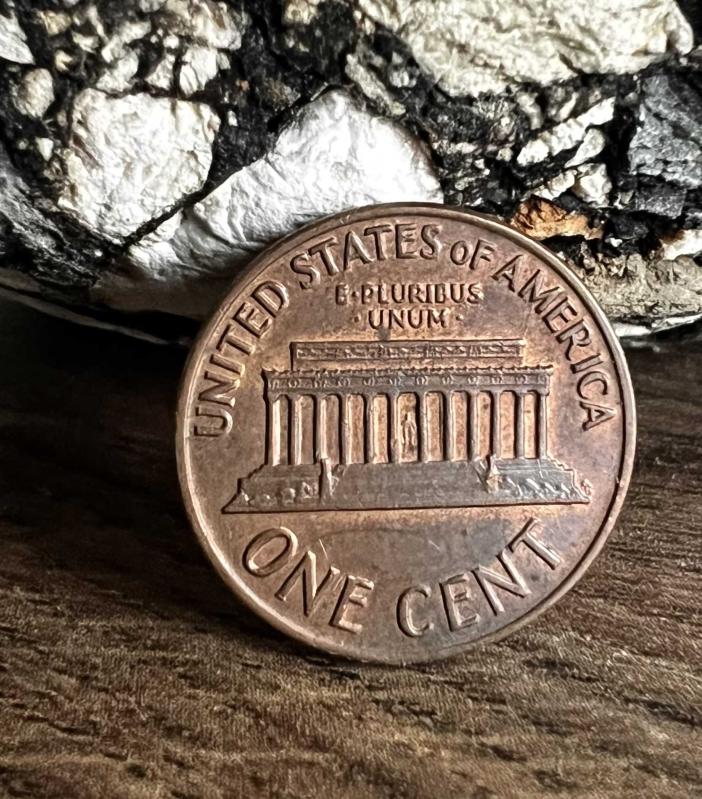 UNITED STATES OF AMERICA
E·PLURIBUS
·UNUM·
ONE CENT